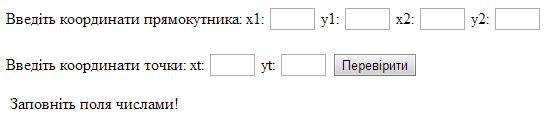 Введіть координати прямокутника: x1: y1: x2: y2:
Введіть координати точки: xt: yt: Перевірити
Заповніть поля числами!